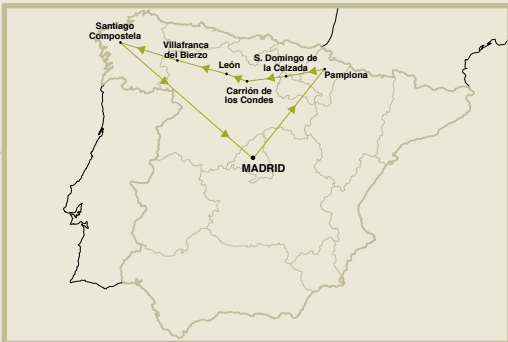 Santiago
Compostela
Villafranca
del Bierzo
León
S. Domingo de
la Calzada
Pamplona
Carrión de
los Condes
MADRID